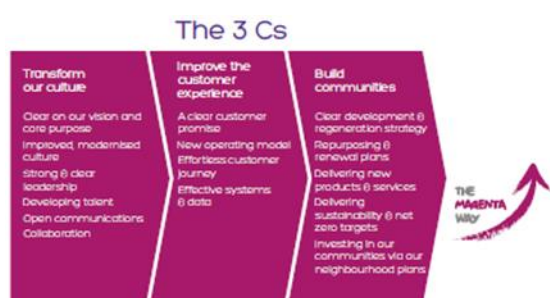 The 3 Cs
Transform
our culture
Clear on our vision and
core purpose
Improved, modernised
culture
Strong & clear
leadership
Developing talent
Open communications
Collaboration
Improve the
customer
experience
A clear customer
promise
New operating model
Effortless customer
journey
Effective systems
& data
Build
communities
Clear development &
regeneration strategy
Repurposing &
renewal plans
Delivering new
products & services
Delivering
sustainability & net
zero targets
Investing in our
communities via our
neighbourhood plans
THE
MAGENTA
WAY